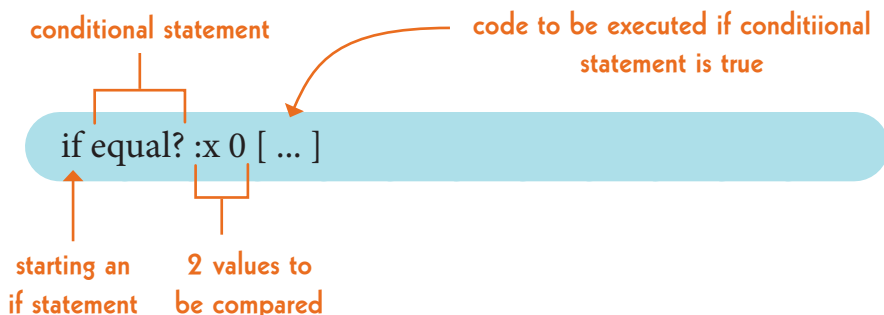 conditional statement
code to be executed if conditiional
statement is true
if equal? :x 0 [ ... ]
starting an
if statement
2 values to
be compared